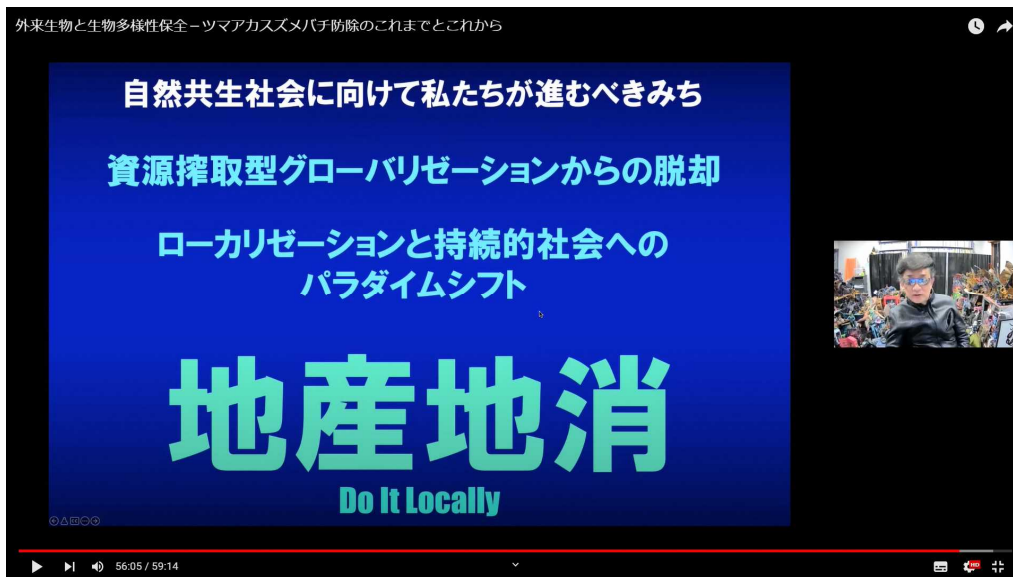 外来生物と生物多様性保全－ツマアカスズメバチ防除のこれまでとこれから
自然共生社会に向けて私たちが進むべきみち
資源搾取型グローバリゼーションからの脱却
ローカリゼーションと持続的社会への
パラダイムシフト
地産地消
Do It Locally
56:05 / 59:14
HD